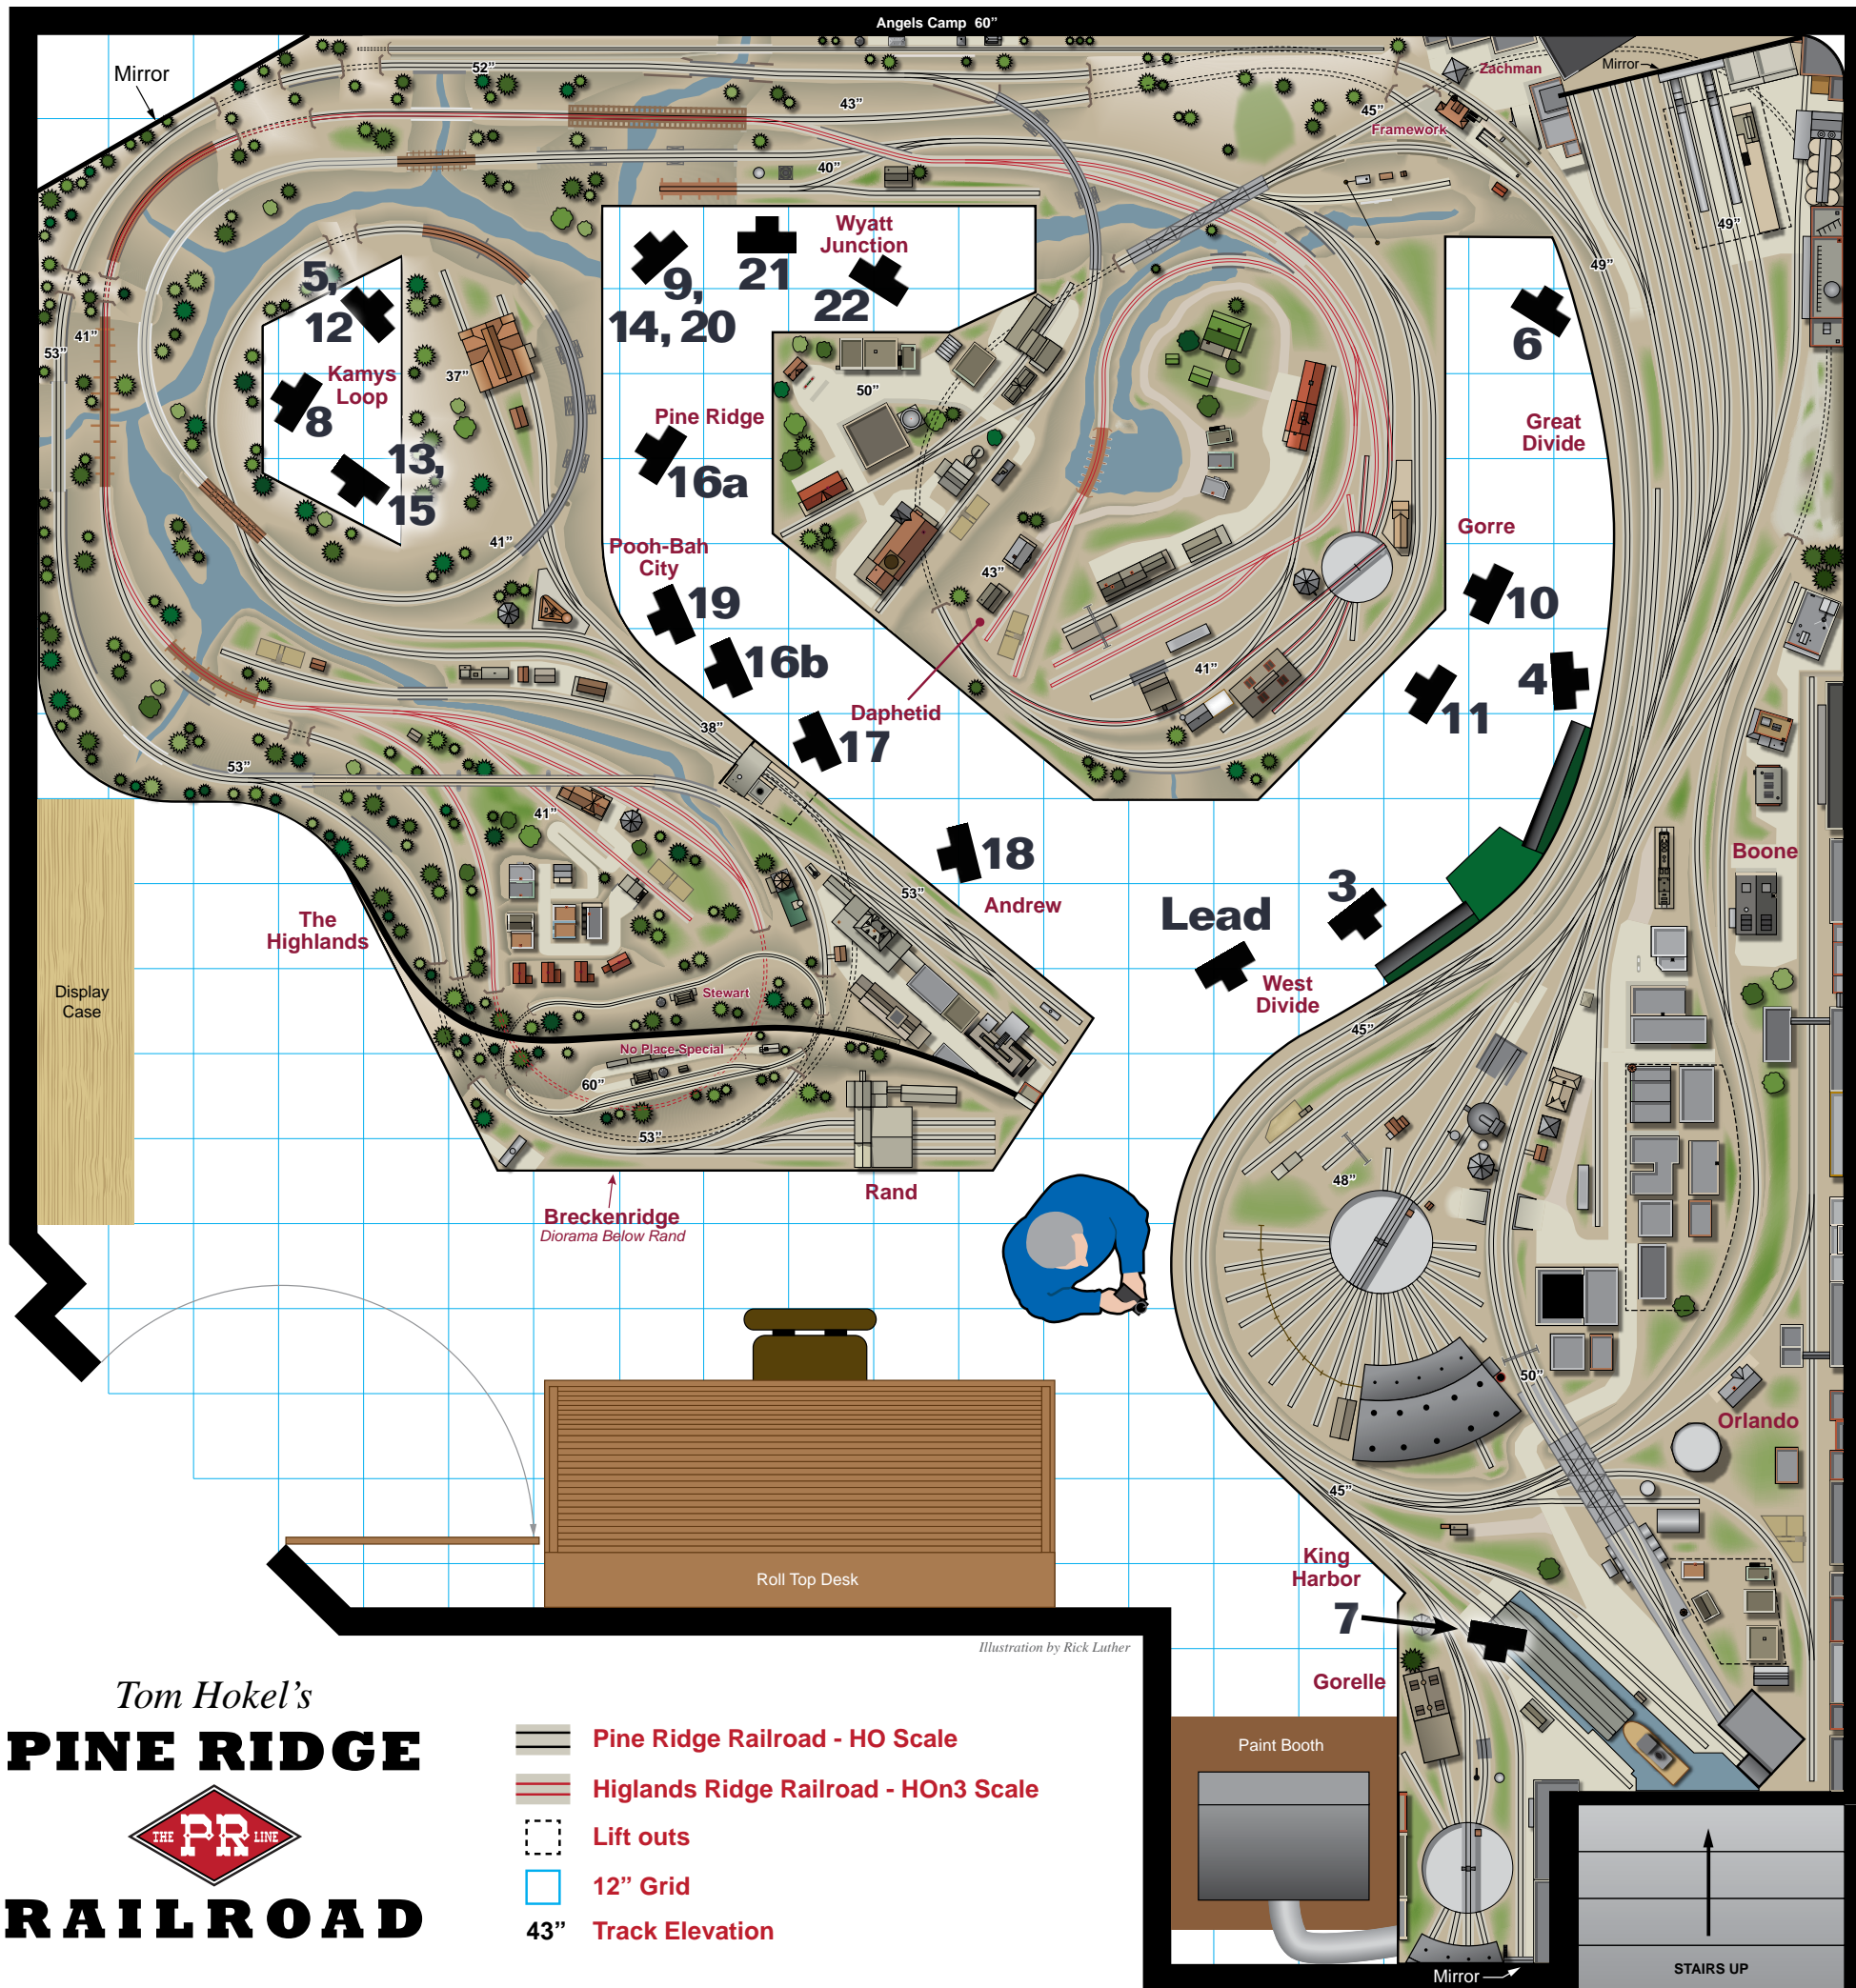 Angels Camp 60”
Mirror
52”
43”
45”
Zachman
Mirror
Framework
40”
49”
49”
Wyatt
Junction
5,
12
9,
14, 20
21
22
6
41”
53”
Kamys
Loop
8
37”
13,
15
41”
Pine Ridge
16a
50”
Great
Divide
Gorre
10
Pooh-Bah
City
19
16b
43”
41”
4
11
Daphetid
17
38”
53”
41”
18
53”
Andrew
3
Lead
West
Divide
Boone
The
Highlands
Display
Case
Stewart
No Place Special
60”
53”
45”
48”
Rand
Breckenridge
Diorama Below Rand
50”
Orlando
45”
King
Harbor
7
Gorelle
Roll Top Desk
Illustration by Rick Luther
Paint Booth
Mirror
STAIRS UP
Tom Hokel’s
PINE RIDGE
THE PR LINE
RAILROAD
Pine Ridge Railroad - HO Scale
Higlands Ridge Railroad - HOn3 Scale
Lift outs
12” Grid
43” Track Elevation